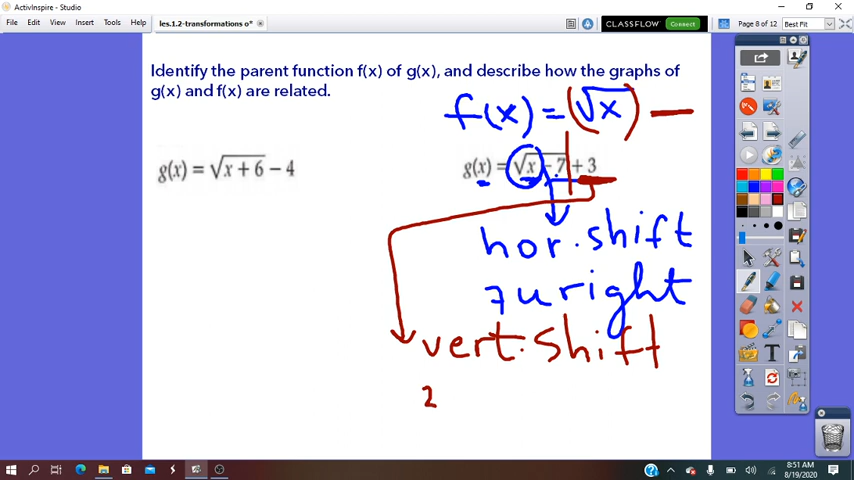 ActivInspire - Studio
File Edit View Insert Tools Help
les.1.2-transformations o*
CLASSFLOW Connect
Page 8 of 12
Best Fit
Identify the parent function f(x) of g(x), and describe how the graphs of
g(x) and f(x) are related.
f(x) = (√x) —
g(x) = √x + 6 − 4
g(x) = √x − 7 + 3
hor. shift
7u right
vert. shift
2
8:51 AM
8/19/2020